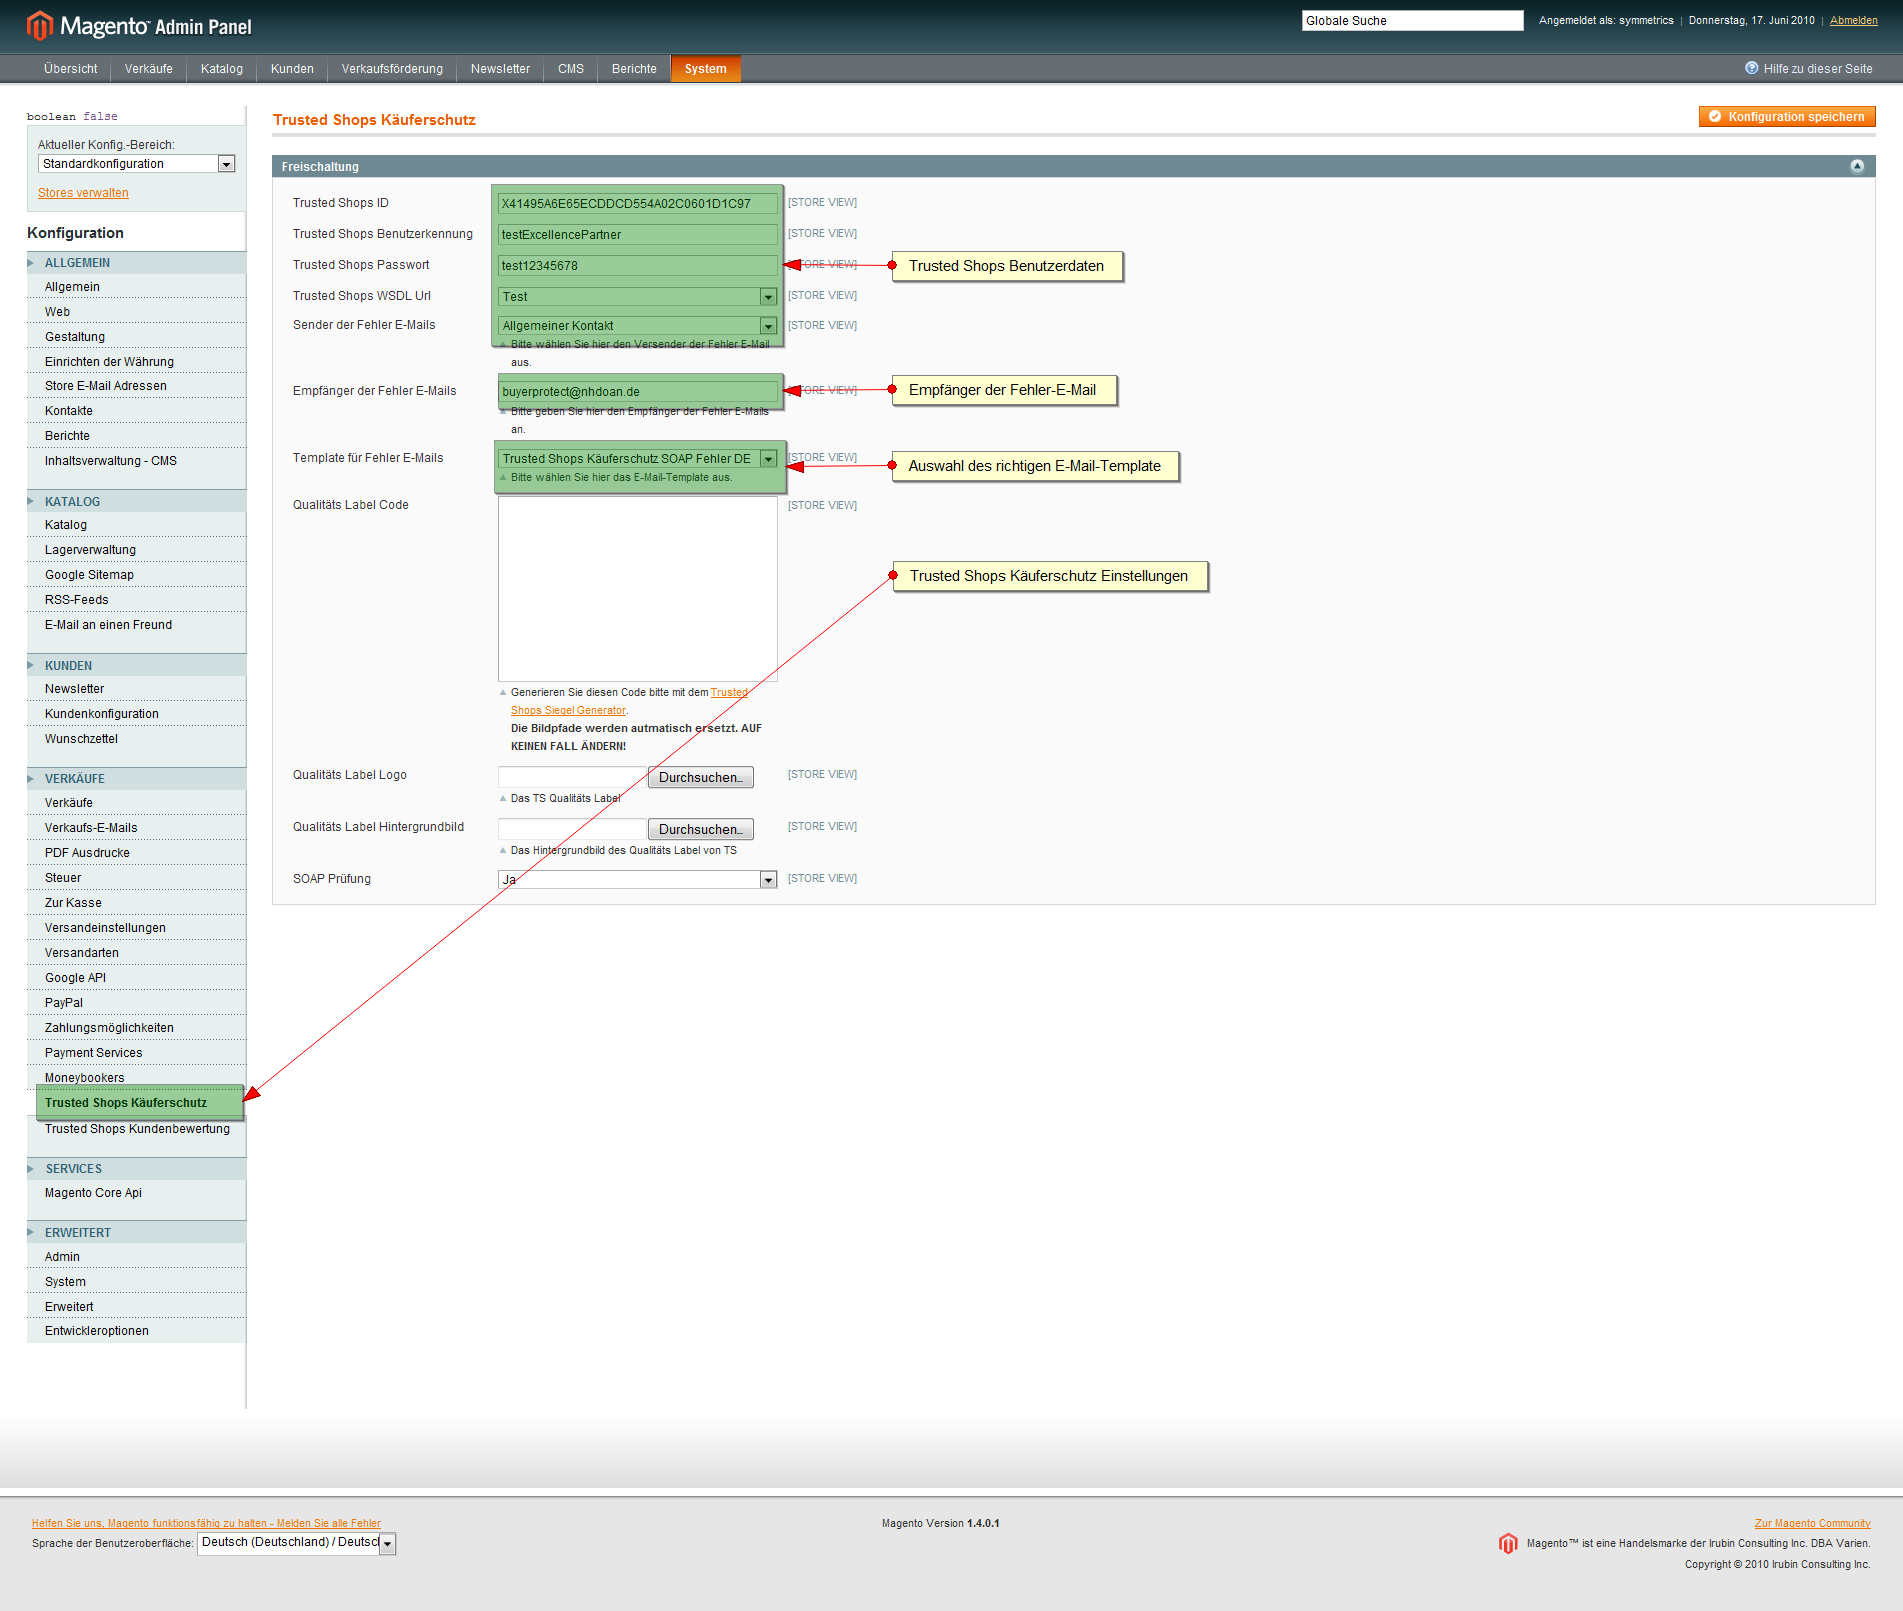 Magento™ Admin Panel
Globale Suche
Angemeldet als: symmetrics | Donnerstag, 17. Juni 2010 | Abmelden
Übersicht
Verkäufe
Katalog
Kunden
Verkaufsförderung
Newsletter
CMS
Berichte
System
Hilfe zu dieser Seite
boolean false
Aktueller Konfig.-Bereich:
Standardkonfiguration
Stores verwalten
Konfiguration
ALLGEMEIN
Allgemein
Web
Gestaltung
Einrichten der Währung
Store E-Mail Adressen
Kontakte
Berichte
Inhaltsverwaltung - CMS
KATALOG
Katalog
Lagerverwaltung
Google Sitemap
RSS-Feeds
E-Mail an einen Freund
KUNDEN
Newsletter
Kundenkonfiguration
Wunschzettel
VERKÄUFE
Verkäufe
Verkaufs-E-Mails
PDF Ausdrucke
Steuer
Zur Kasse
Versandeinstellungen
Versandarten
Google API
PayPal
Zahlungsmöglichkeiten
Payment Services
Moneybookers
Trusted Shops Käuferschutz
Trusted Shops Kundenbewertung
SERVICES
Magento Core Api
ERWEITERT
Admin
System
Erweitert
Entwickleroptionen
Trusted Shops Käuferschutz
Konfiguration speichern
Freischaltung
Trusted Shops ID X41495A6E65ECDDCD554A02C0601D1C97 [STORE VIEW]
Trusted Shops Benutzerkennung testExcellencePartner [STORE VIEW]
Trusted Shops Passwort test12345678 [STORE VIEW] Trusted Shops Benutzerdaten
Trusted Shops WSDL Url Test [STORE VIEW]
Sender der Fehler E-Mails Allgemeiner Kontakt [STORE VIEW]
Bitte wählen Sie hier den Versender der Fehler E-Mail
aus.
Empfänger der Fehler E-Mails buyerprotect@nhdoan.de [STORE VIEW] Empfänger der Fehler-E-Mail
Bitte geben Sie hier den Empfänger der Fehler E-Mails
an.
Template für Fehler E-Mails Trusted Shops Käuferschutz SOAP Fehler DE [STORE VIEW] Auswahl des richtigen E-Mail-Template
Bitte wählen Sie hier das E-Mail-Template aus.
Qualitäts Label Code [STORE VIEW]
Trusted Shops Käuferschutz Einstellungen
Generieren Sie diesen Code bitte mit dem Trusted
Shops Siegel Generator.
Die Bildpfade werden autmatisch ersetzt. AUF
KEINEN FALL ÄNDERN!
Qualitäts Label Logo Durchsuchen... [STORE VIEW]
Das TS Qualitäts Label
Qualitäts Label Hintergrundbild Durchsuchen... [STORE VIEW]
Das Hintergrundbild des Qualitäts Label von TS
SOAP Prüfung Ja [STORE VIEW]
Helfen Sie uns, Magento funktionsfähig zu halten - Melden Sie alle Fehler
Sprache der Benutzeroberfläche: Deutsch (Deutschland) / Deutscl
Magento Version 1.4.0.1
Zur Magento Community
Magento™ ist eine Handelsmarke der Irubin Consulting Inc. DBA Varien.
Copyright © 2010 Irubin Consulting Inc.